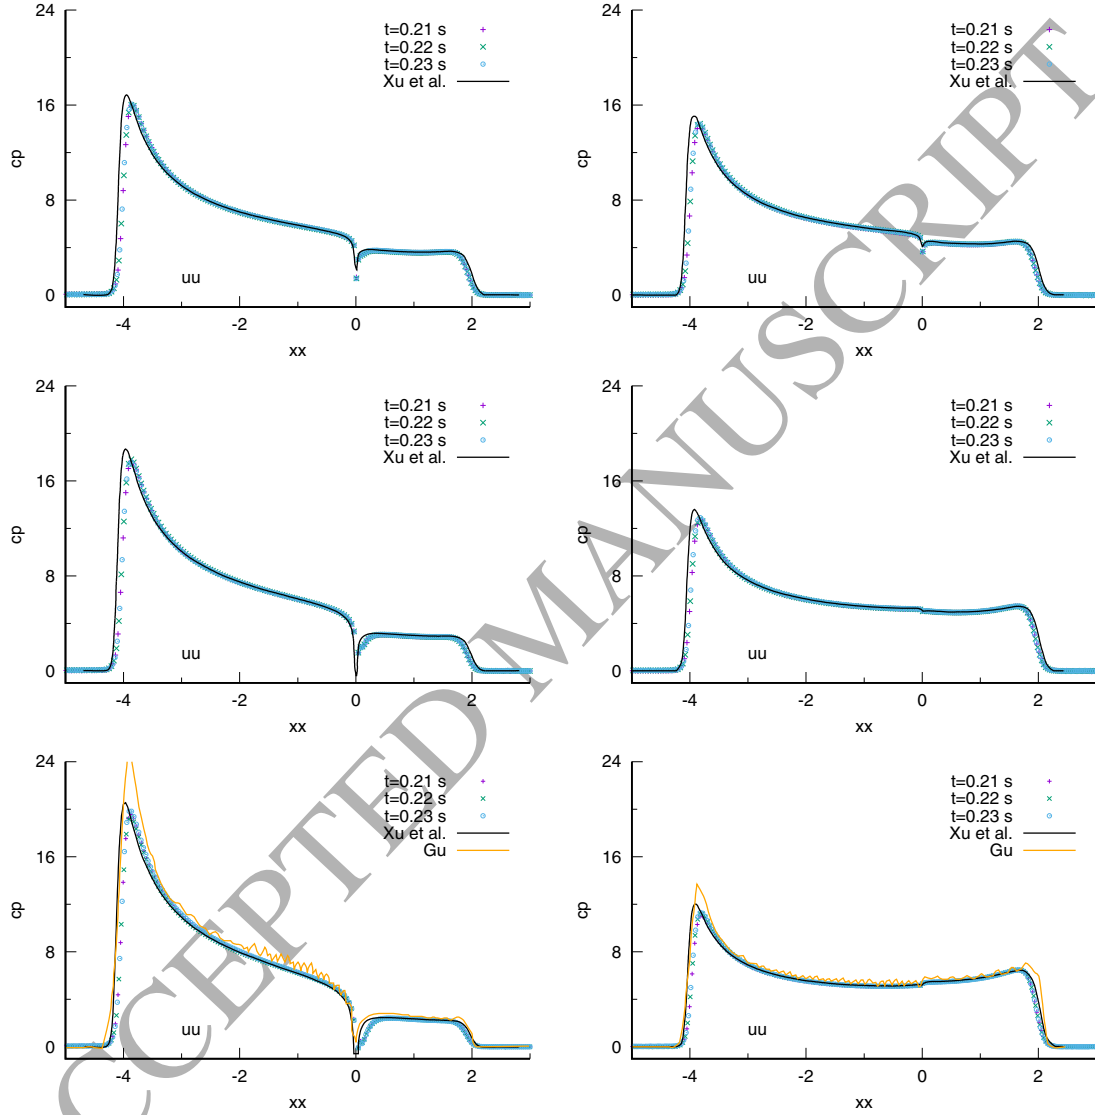 24
16
8
0
cp
-4
-2
0
2
xx
uu
t=0.21 s
t=0.22 s
t=0.23 s
Xu et al.
24
16
8
0
cp
-4
-2
0
2
xx
uu
t=0.21 s
t=0.22 s
t=0.23 s
Xu et al.
24
16
8
0
cp
-4
-2
0
2
xx
uu
t=0.21 s
t=0.22 s
t=0.23 s
Xu et al.
24
16
8
0
cp
-4
-2
0
2
xx
uu
t=0.21 s
t=0.22 s
t=0.23 s
Xu et al.
24
16
8
0
cp
-4
-2
0
2
xx
uu
t=0.21 s
t=0.22 s
t=0.23 s
Xu et al.
Gu
24
16
8
0
cp
-4
-2
0
2
xx
uu
t=0.21 s
t=0.22 s
t=0.23 s
Xu et al.
Gu
CCEPTED MANUSCRIPT